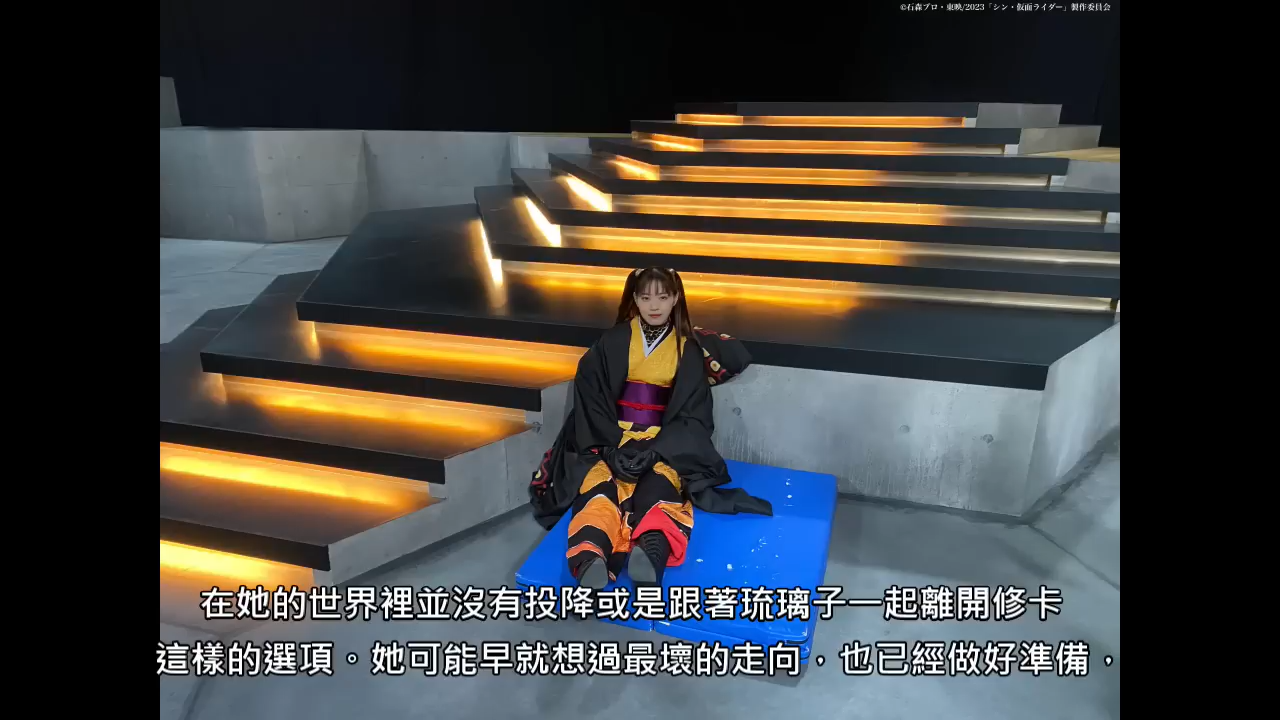 ©石森プロ・東映/2023「シン・仮面ライダー」製作委員会
在她的世界裡並沒有投降或是跟著琉璃子一起離開修卡
這樣的選項。她可能早就想過最壞的走向，也已經做好準備，